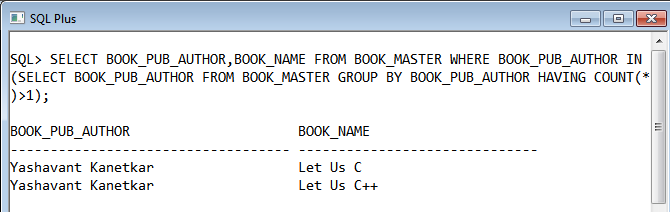 SQL Plus
SQL> SELECT BOOK_PUB_AUTHOR,BOOK_NAME FROM BOOK_MASTER WHERE BOOK_PUB_AUTHOR IN
(SELECT BOOK_PUB_AUTHOR FROM BOOK_MASTER GROUP BY BOOK_PUB_AUTHOR HAVING COUNT(*
)>1);
BOOK_PUB_AUTHOR BOOK_NAME
----------------------------------- ------------------------------
Yashavant Kanetkar Let Us C
Yashavant Kanetkar Let Us C++